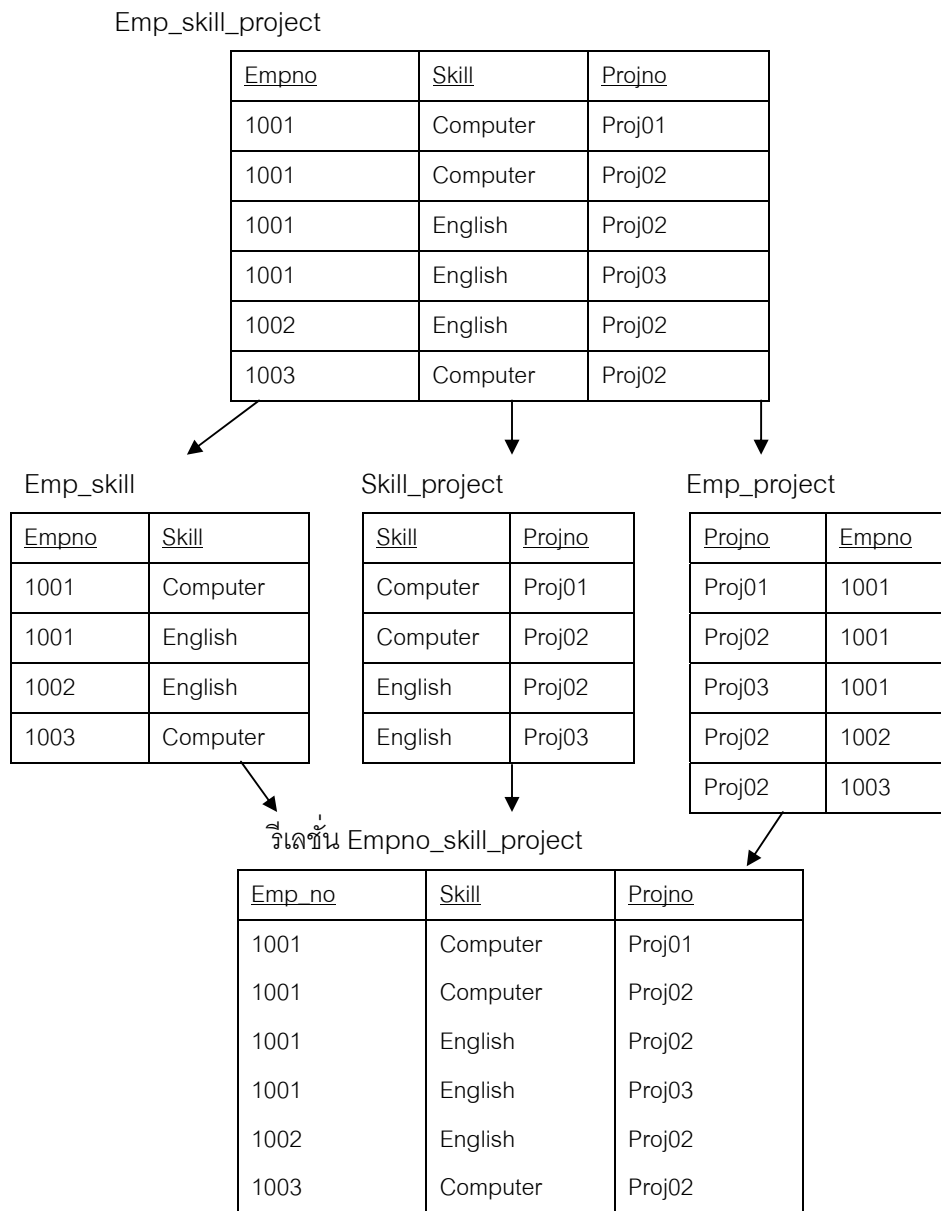 Emp_skill_project
Empno Skill Projno
1001 Computer Proj01
1001 Computer Proj02
1001 English Proj02
1001 English Proj03
1002 English Proj02
1003 Computer Proj02
Emp_skill
Empno Skill
1001 Computer
1001 English
1002 English
1003 Computer
Skill_project
Skill Projno
Computer Proj01
Computer Proj02
English Proj02
English Proj03
Emp_project
Projno Empno
Proj01 1001
Proj02 1001
Proj03 1001
Proj02 1002
Proj02 1003
รีเลชั่น Empno_skill_project
Emp_no Skill Projno
1001 Computer Proj01
1001 Computer Proj02
1001 English Proj02
1001 English Proj03
1002 English Proj02
1003 Computer Proj02